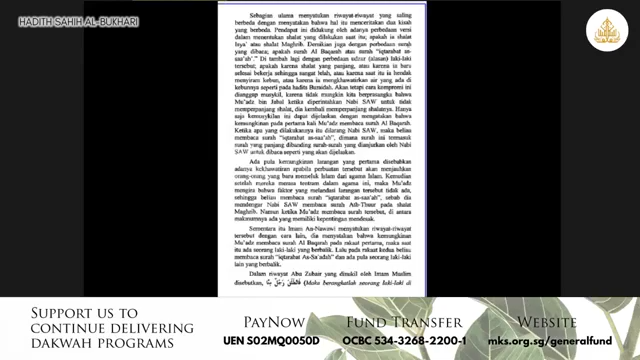 HADITH SAHIH AL-BUKHARI
Sebagian ulama menyatukan riwayat-riwayat yang saling
berbeda dengan menyatakan bahwa hal itu menceritakan dua kisah
yang berbeda. Pendapat ini didukung oleh adanya perbedaan versi
dalam menentukan shalat yang dilakukan saat itu, apakah ia shalat
Isya` atau shalat Maghrib. Demikian juga dengan perbedaan surah
yang dibaca; apakah surah Al Baqarah atau surah "iqtarabat as-
saa'ah". Di tambah lagi dengan perbedaan udzur (alasan) laki-laki
tersebut, apakah karena shalat yang panjang, atau karena ia baru
selesai bekerja sehingga sangat lelah, atau karena saat itu ia hendak
menyiram kebun, atau karena ia mengkhawatirkan air yang ada di
kebunnya seperti pada hadits Buraidah. Akan tetapi cara kompromi ini
dianggap musykil, karena tidak mungkin kita berprasangka bahwa
Mu'adz bin Jabal ketika diperintahkan Nabi SAW untuk tidak
memperpanjang shalat, dia kembali memperpanjang shalatnya. Hanya
saja kemusykilan ini dapat dijelaskan dengan mengatakan bahwa
kemungkinan pada pertama kali Mu'adz membaca surah Al Baqarah.
Ketika apa yang dilakukannya itu dilarang Nabi SAW, maka beliau
membaca surah "iqtarabat as-saa'ah", dimana surah ini termasuk
surah yang panjang dibanding surah-surah yang dianjurkan oleh Nabi
SAW untuk dibaca seperti yang akan dijelaskan.
Ada pula kemungkinan larangan yang pertama disebabkan
adanya kekhawatiran apabila perbuatan tersebut akan menjauhkan
orang-orang yang baru memeluk Islam dari agama Islam. Kemudian
setelah mereka merasa tentram dalam agama ini, maka Mu'adz
mengira bahwa faktor yang melandasi larangan tersebut tidak ada,
sehingga beliau membaca surah "iqtarabat as-saa'ah", sebab dia
mendengar Nabi SAW membaca surah Ath-Thuur pada shalat
Maghrib. Namun ketika Mu'adz membaca surah tersebut, di antara
makmumnya ada yang memiliki kepentingan mendesak.
Sementara itu Imam An-Nawawi menyatukan riwayat-riwayat
tersebut dengan cara lain, dia menyatakan bahwa kemungkinan
Mu'adz membaca surah Al Baqarah pada rakaat pertama, maka saat
itu ada seorang laki-laki yang berbalik. Lalu pada rakaat kedua beliau
membaca surah "iqtarabat As-Sa'adah" dan ada pula seorang laki-laki
lain yang berbalik.
Dalam riwayat Abu Zubair yang dinukil oleh Imam Muslim
disebutkan, فَانْطَلَقَ رَجُلٌ مِنَّا (Maka berangkatlah seorang laki-laki di
SUPPORT US TO
CONTINUE DELIVERING
DAKWAH PROGRAMS
PAYNOW
UEN S02MQ0050D
FUND TRANSFER
OCBC 534-3268-2200-1
WEBSITE
mks.org.sg/generalfund